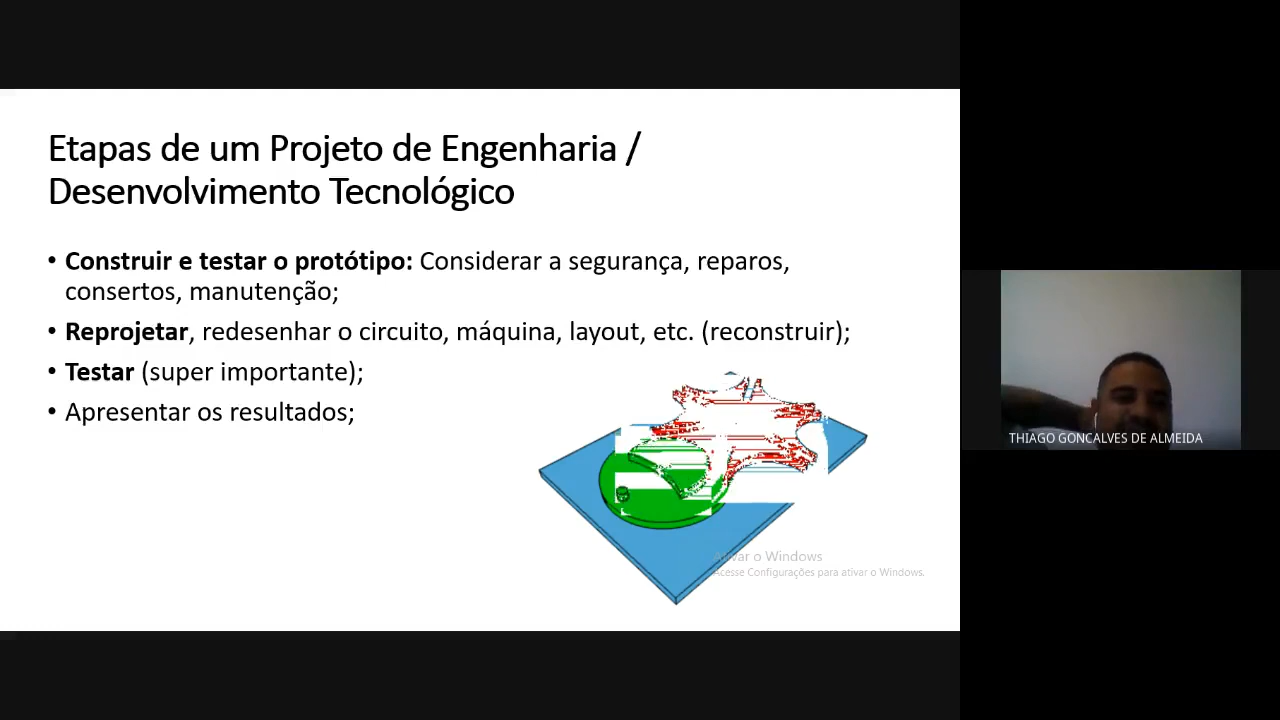 Etapas de um Projeto de Engenharia /
Desenvolvimento Tecnológico
• Construir e testar o protótipo: Considerar a segurança, reparos,
consertos, manutenção;
• Reprojetar, redesenhar o circuito, máquina, layout, etc. (reconstruir);
• Testar (super importante);
• Apresentar os resultados;
Ativar o Windows
Acesse Configurações para ativar o Windows.
THIAGO GONCALVES DE ALMEIDA